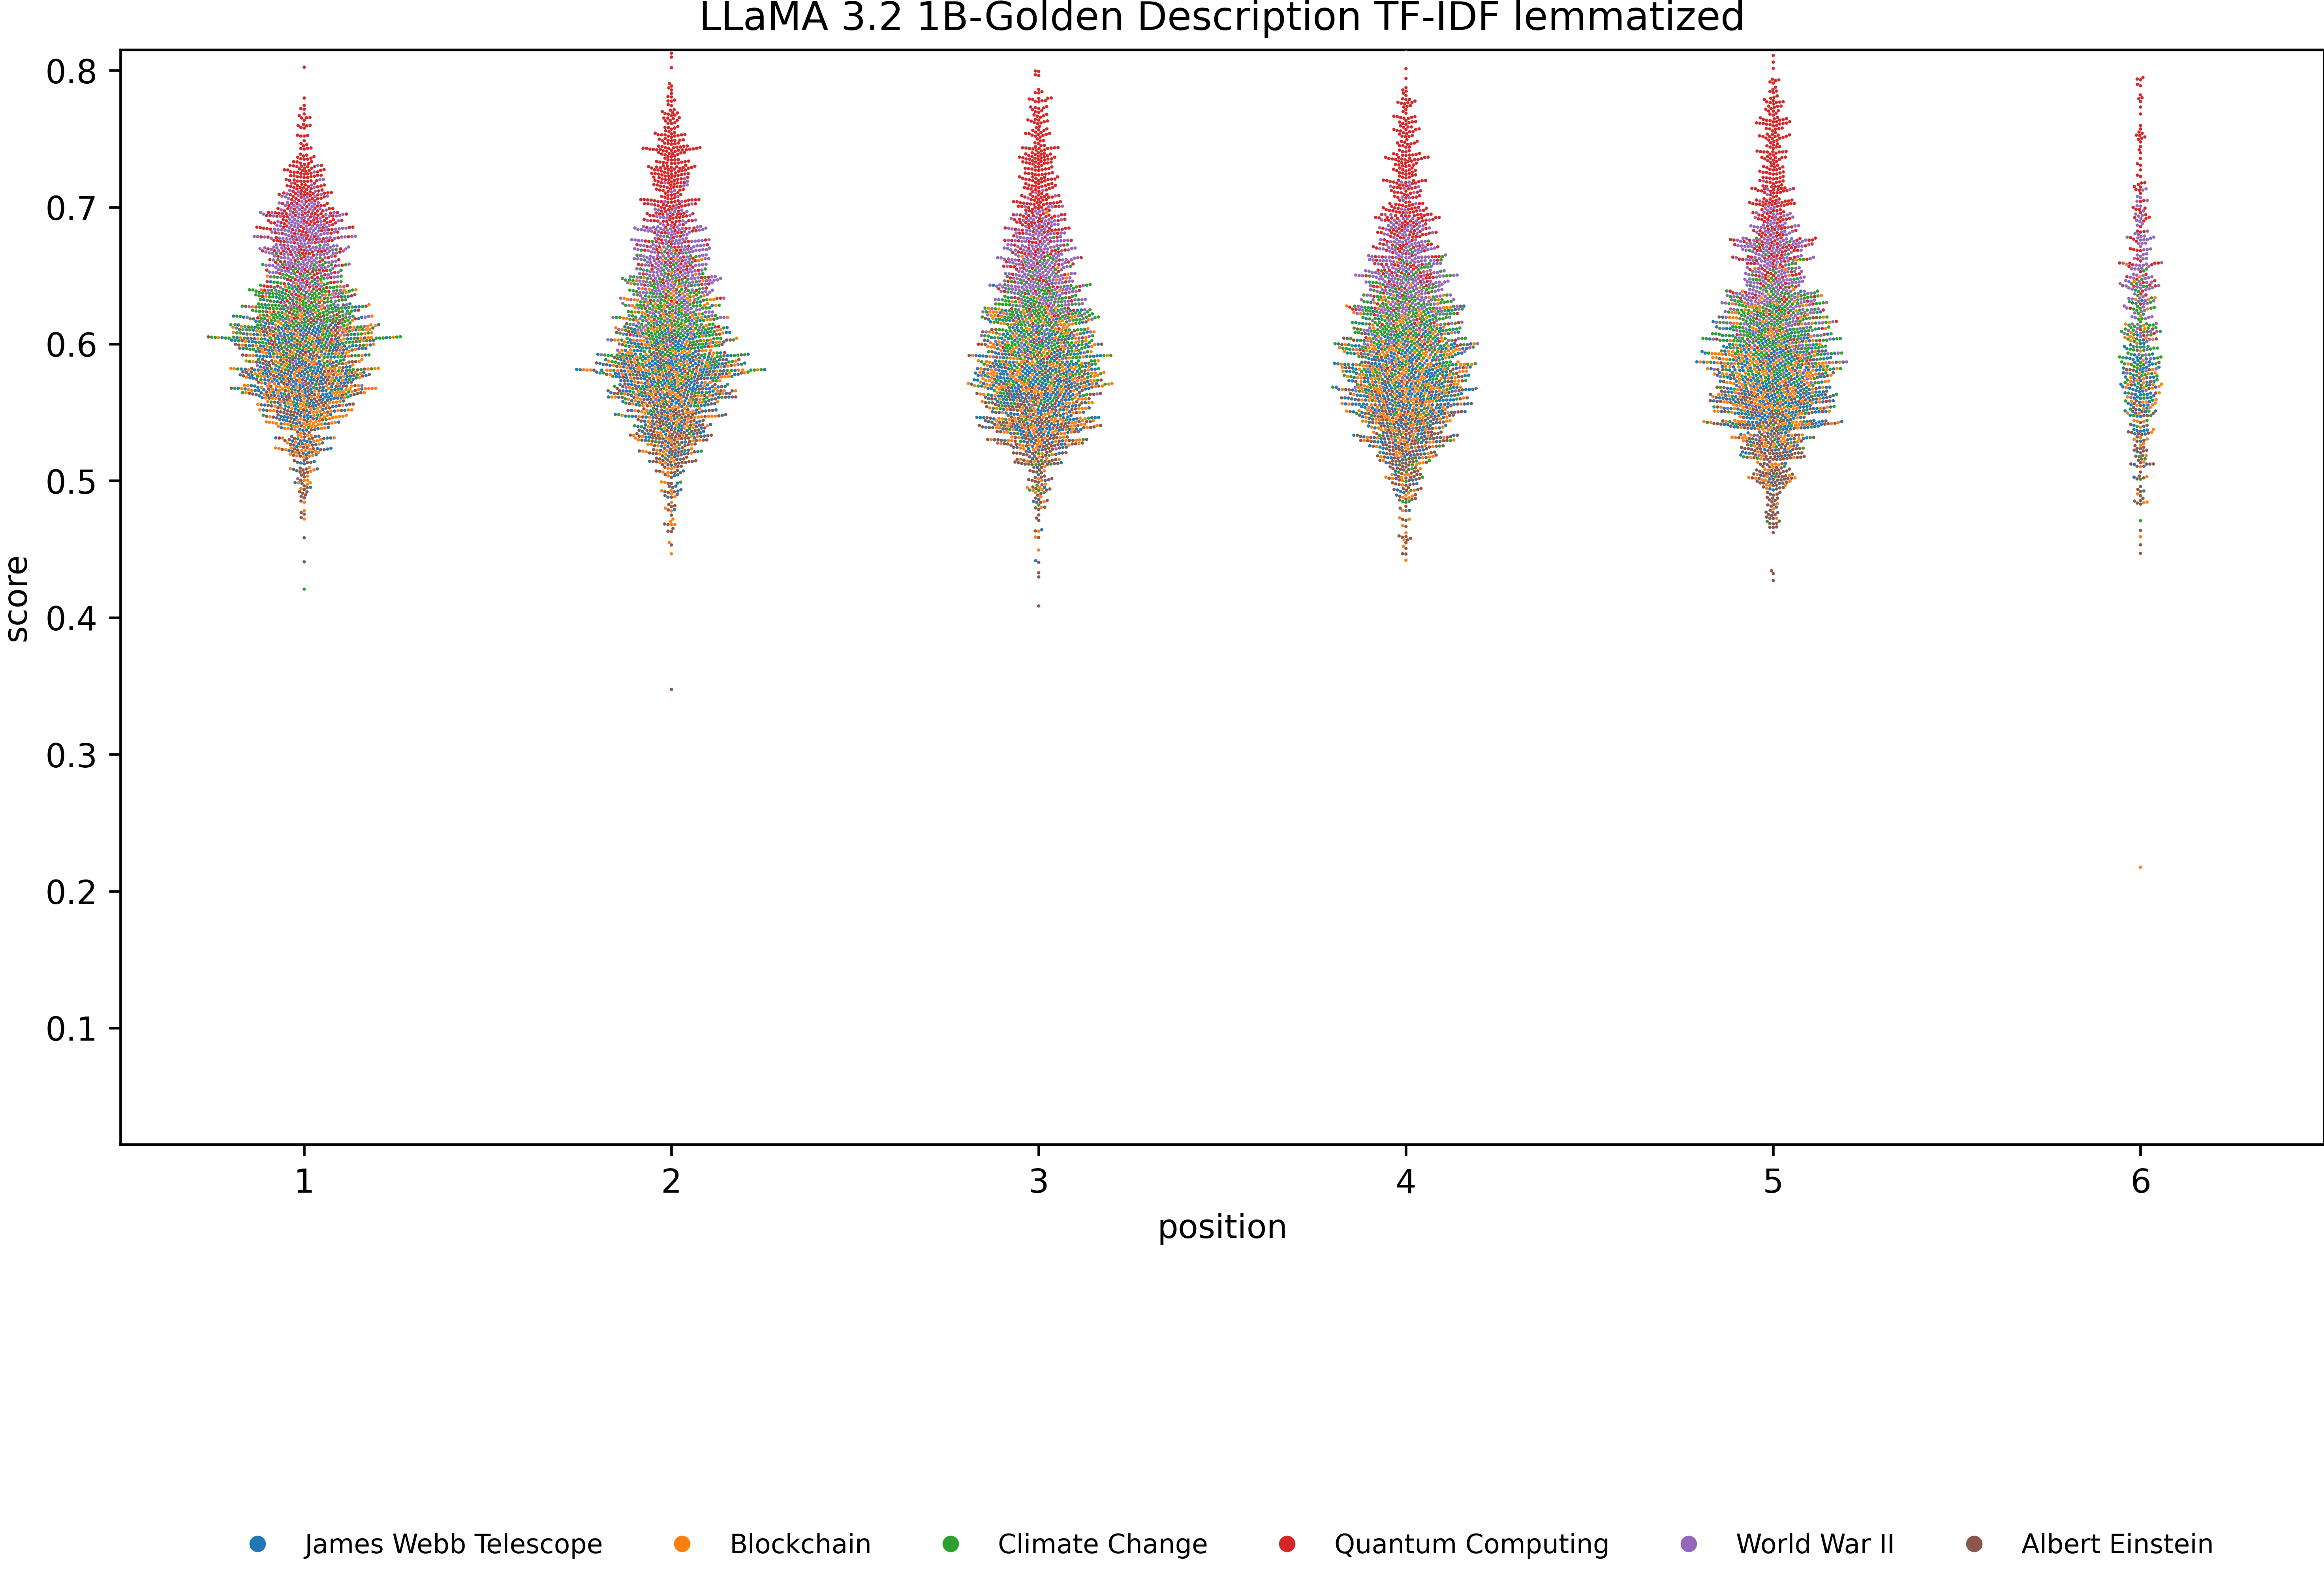 LLaMA 3.2 1B-Golden Description TF-IDF lemmatized
0.8
0.7
0.6
0.5
0.4
0.3
0.2
0.1
score
1 2 3 4 5 6
position
James Webb Telescope Blockchain Climate Change Quantum Computing World War II Albert Einstein